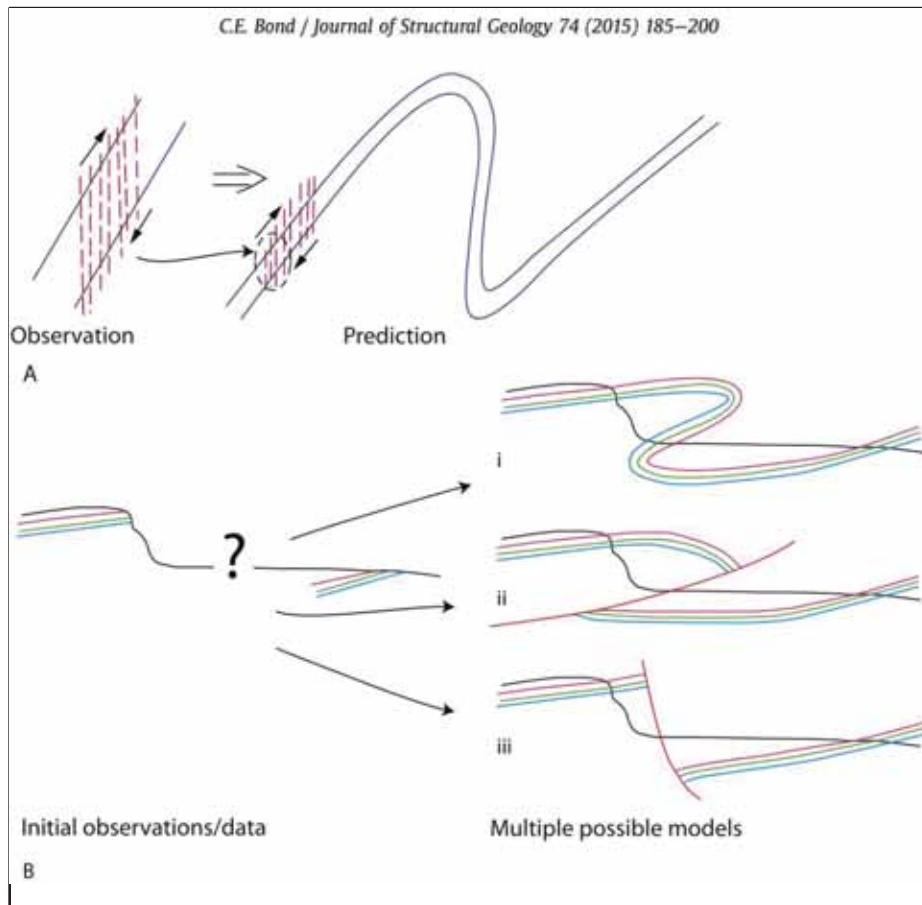 C.E. Bond / Journal of Structural Geology 74 (2015) 185–200
Observation
Prediction
A
i
?
ii
iii
Initial observations/data
Multiple possible models
B